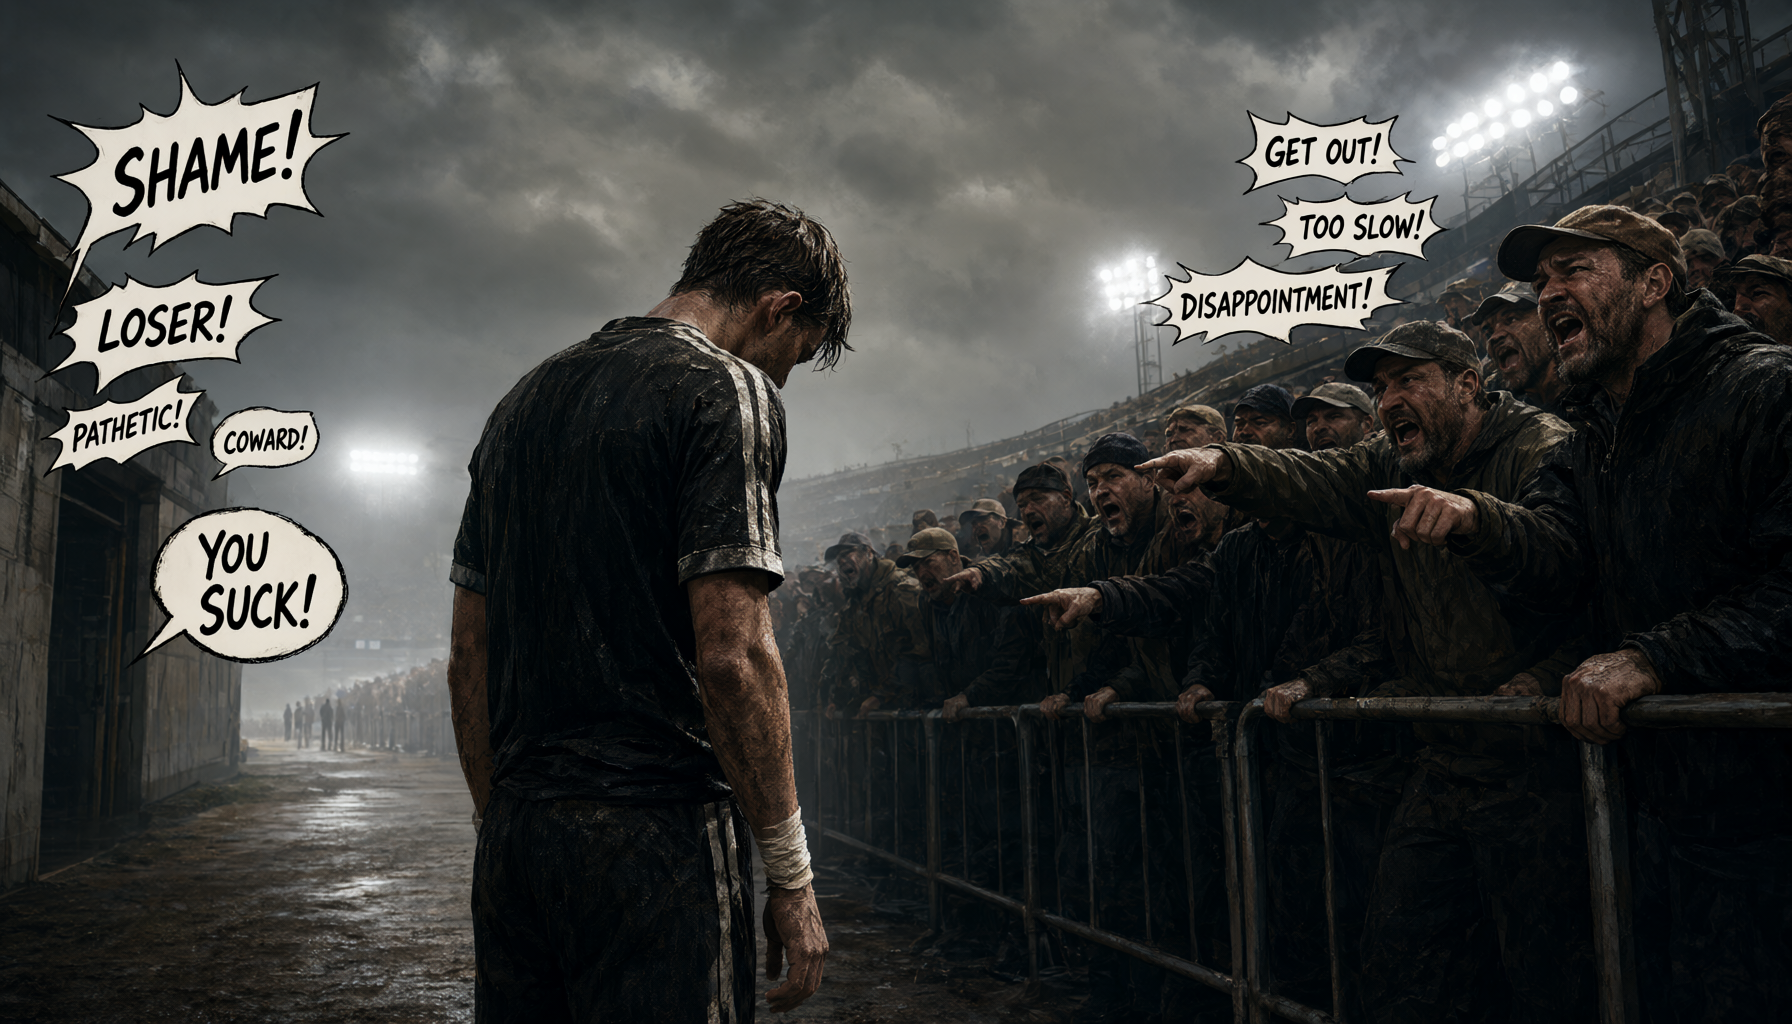 SHAME!
LOSER!
PATHETIC!
COWARD!
YOU
SUCK!
GET OUT!
TOO SLOW!
DISAPPOINTMENT!